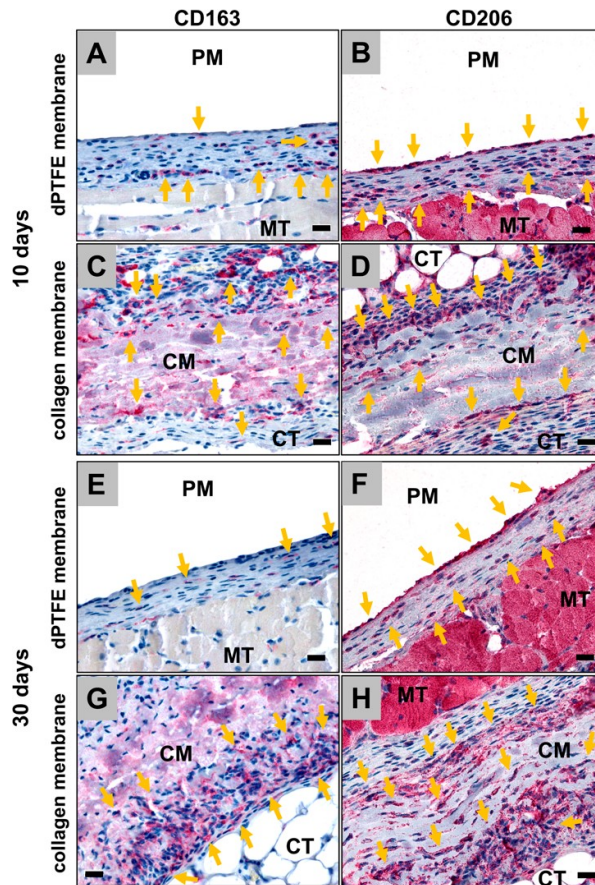 CD163 CD206
A PM B PM
dPTFE membrane
MT MT
10 days
C D CT
collagen membrane
CM CM
CT CT
E PM F PM
dPTFE membrane
MT MT
30 days
G H MT
collagen membrane
CM CM
CT CT